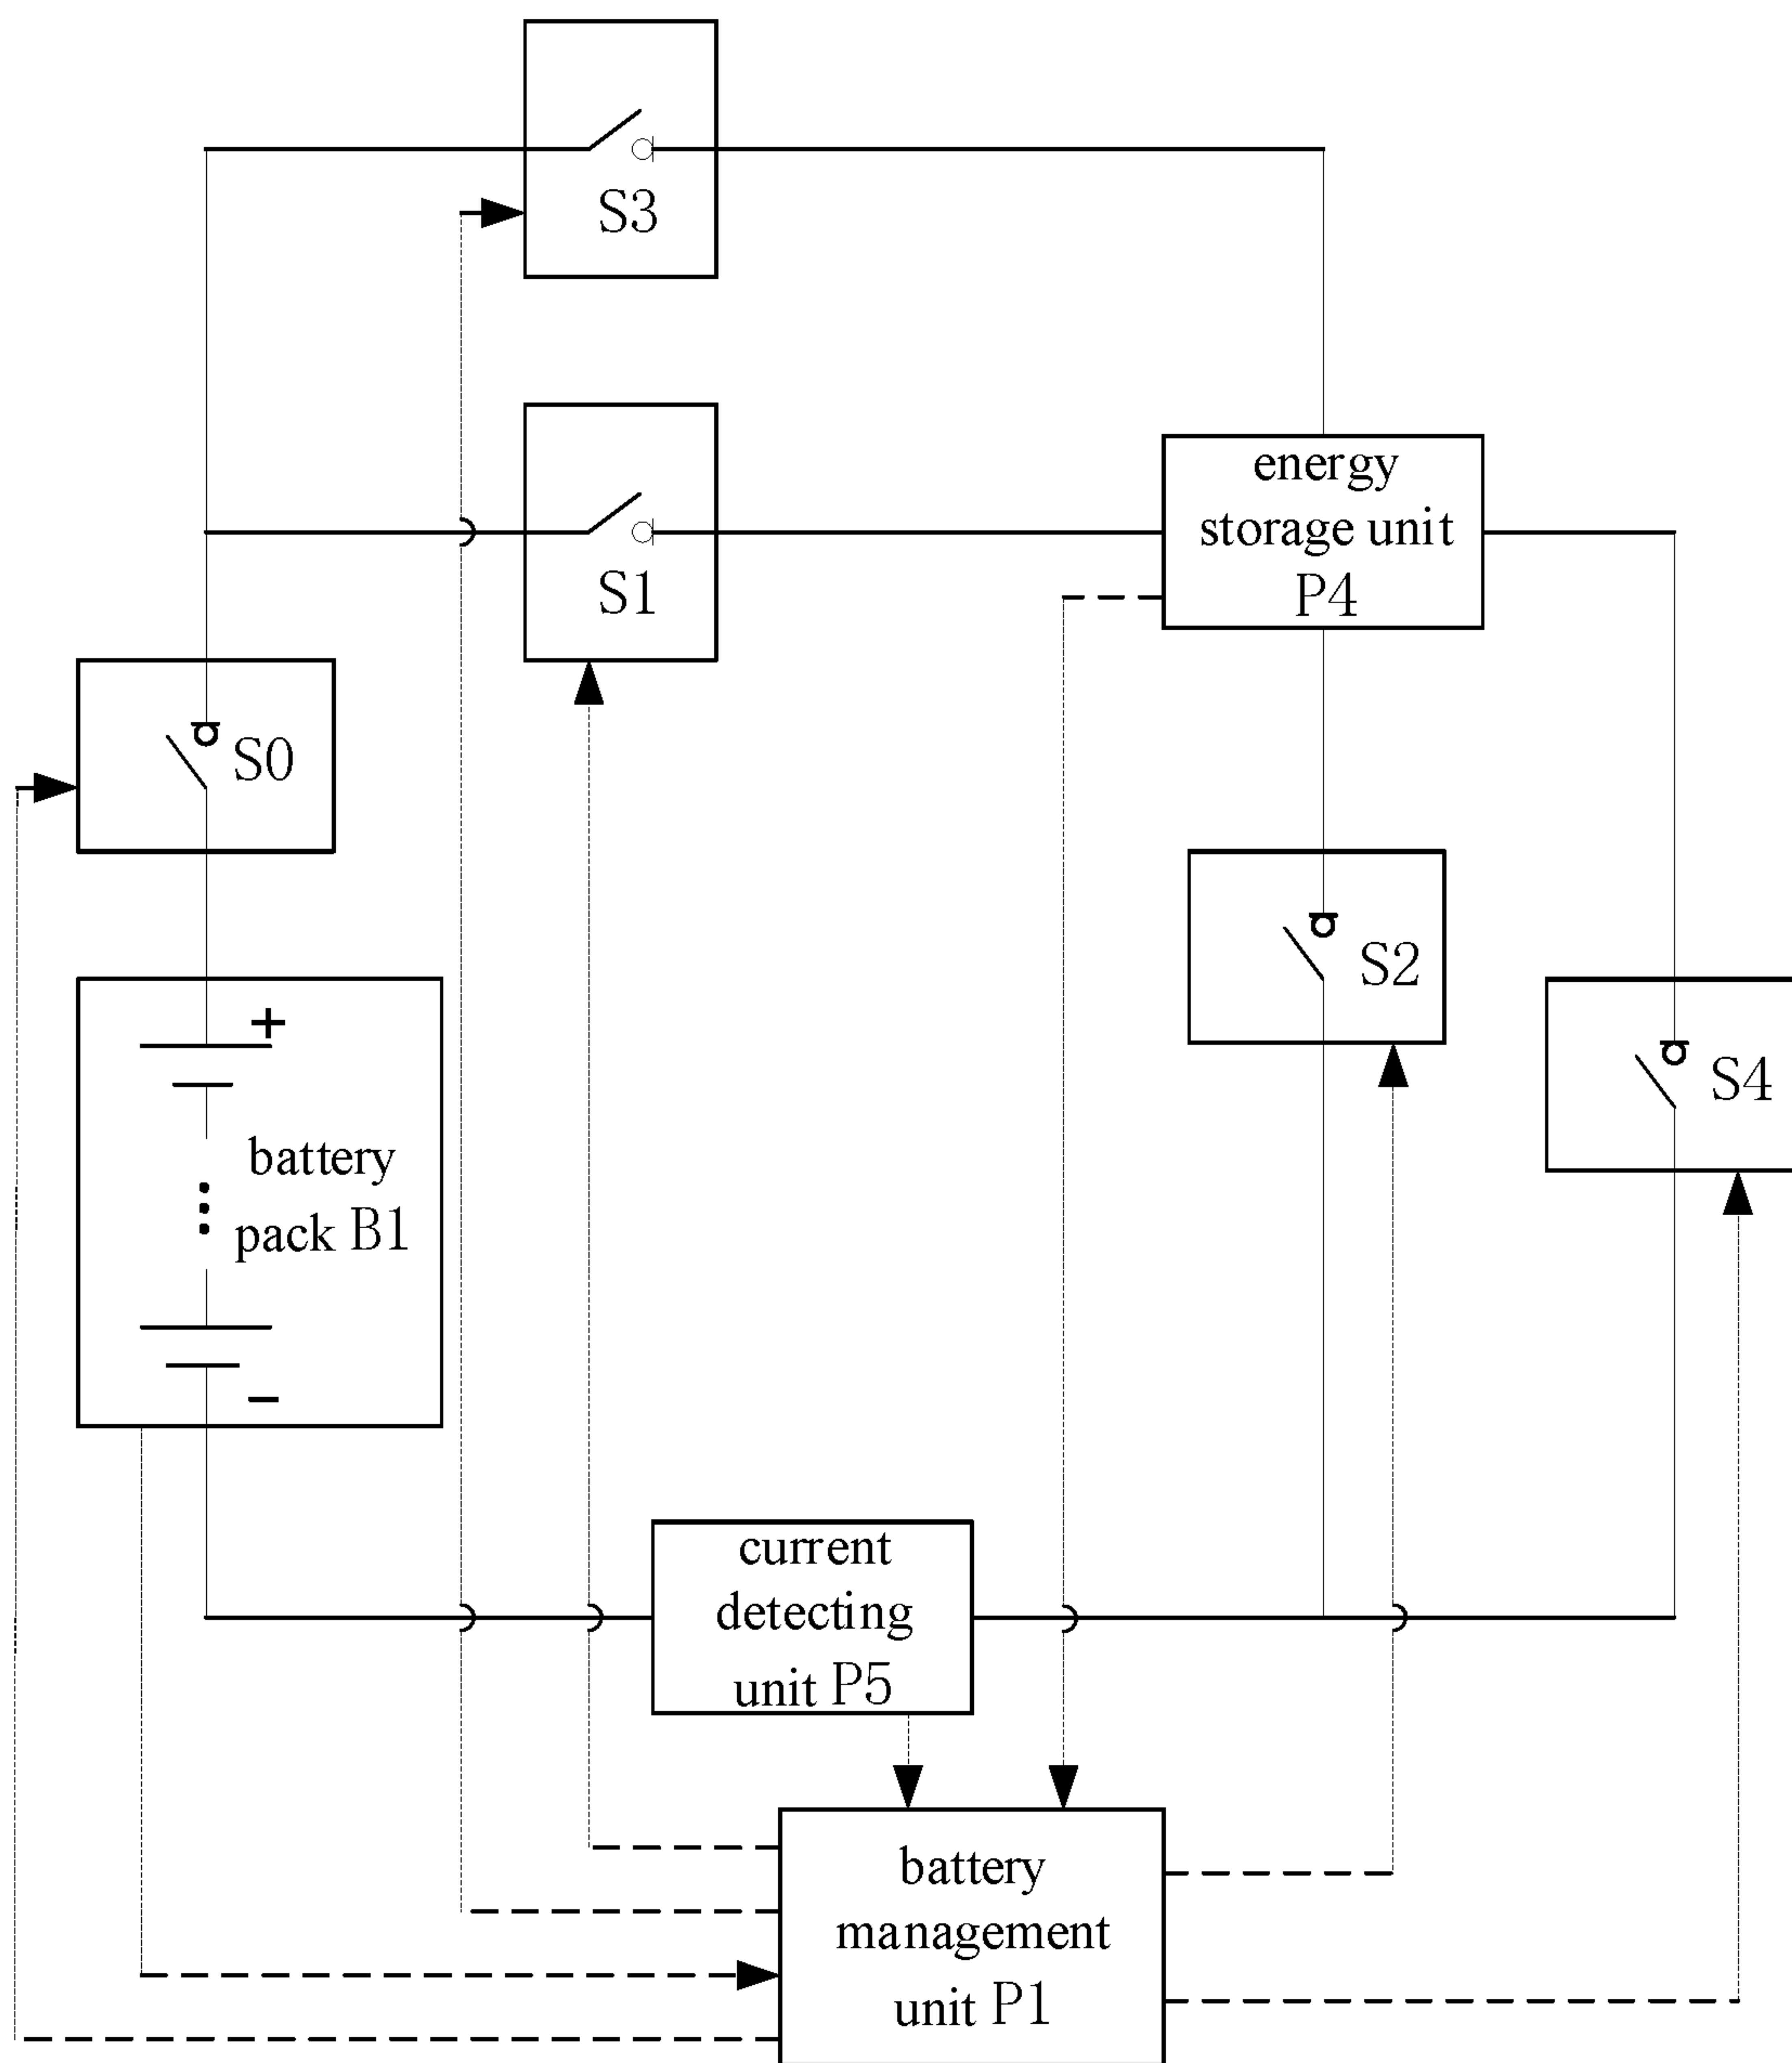 S3
energy
storage unit
P4
S1
S0
S2
+
S4
battery
pack B1
−
current
detecting
unit P5
battery
management
unit P1